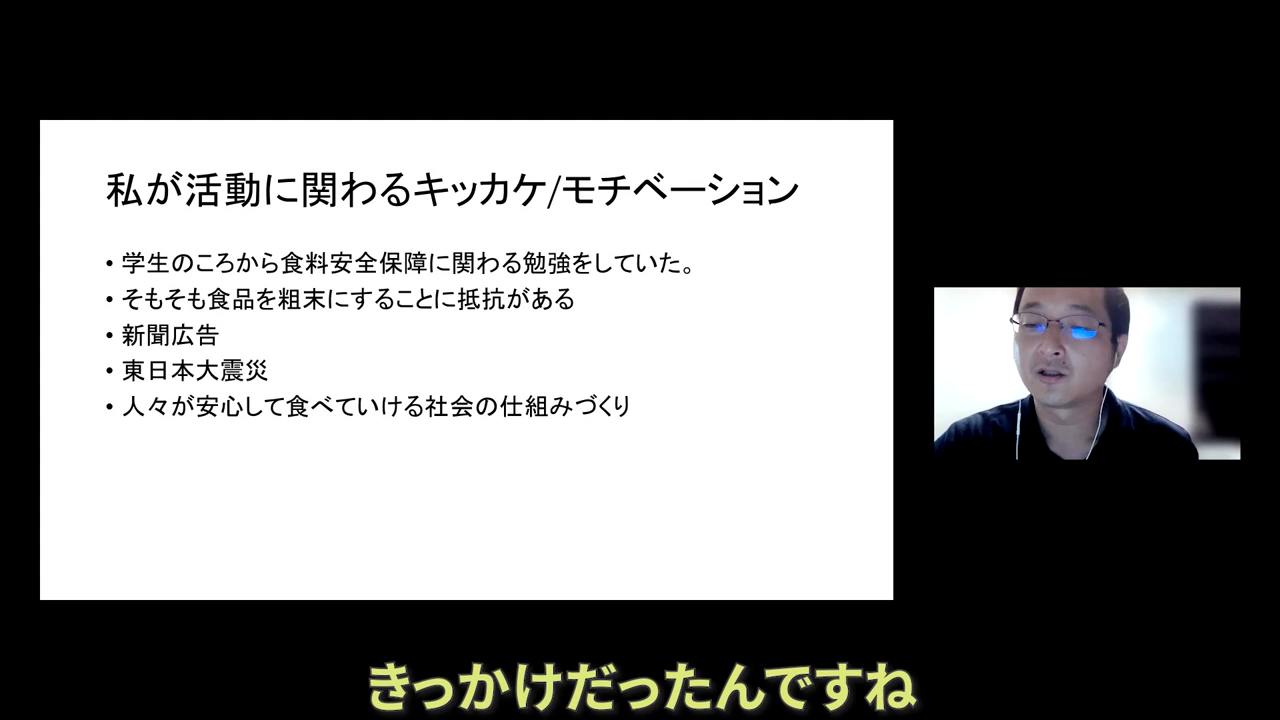 私が活動に関わるキッカケ/モチベーション
• 学生のころから食料安全保障に関わる勉強をしていた。
• そもそも食品を粗末にすることに抵抗がある
• 新聞広告
• 東日本大震災
• 人々が安心して食べていける社会の仕組みづくり
きっかけだったんですね